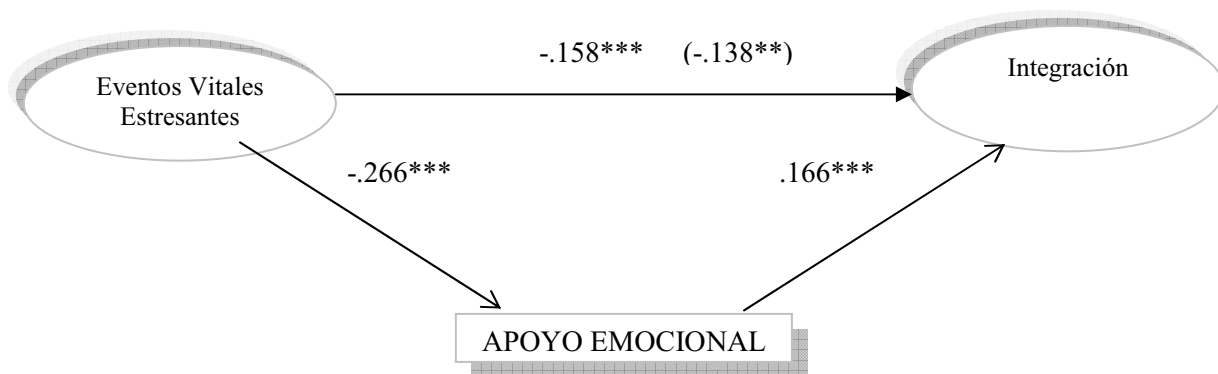 -.158*** (-.138**)
Eventos Vitales
Estresantes
Integración
-.266***
.166***
APOYO EMOCIONAL